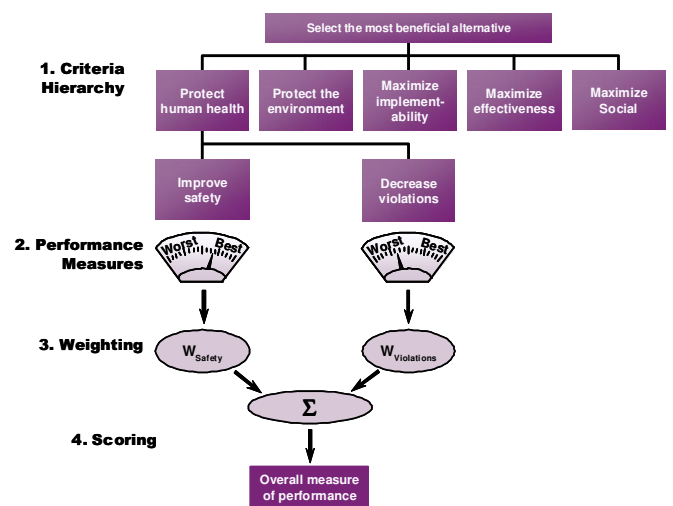 Select the most beneficial alternative
1. Criteria
Hierarchy
Protect
human health
Protect the
environment
Maximize
implement-
ability
Maximize
effectiveness
Maximize
Social
Improve
safety
Decrease
violations
2. Performance
Measures
Worst Best
Worst Best
3. Weighting
WSafety
WViolations
Σ
4. Scoring
Overall measure
of performance